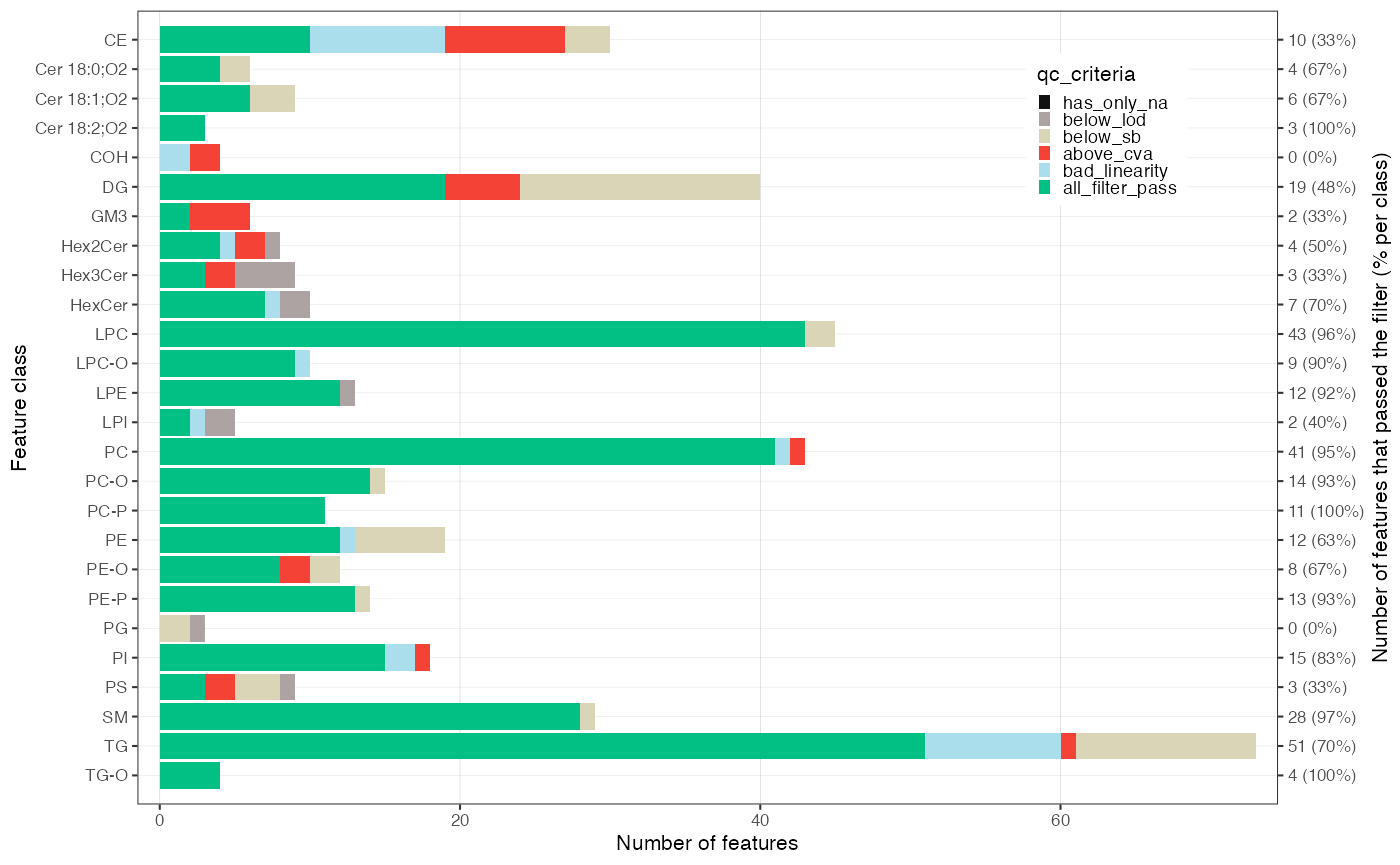 Feature class
CE
Cer 18:0;O2
Cer 18:1;O2
Cer 18:2;O2
COH
DG
GM3
Hex2Cer
Hex3Cer
HexCer
LPC
LPC-O
LPE
LPI
PC
PC-O
PC-P
PE
PE-O
PE-P
PG
PI
PS
SM
TG
TG-O
qc_criteria
has_only_na
below_lod
below_sb
above_cva
bad_linearity
all_filter_pass
10 (33%)
4 (67%)
6 (67%)
3 (100%)
0 (0%)
19 (48%)
2 (33%)
4 (50%)
3 (33%)
7 (70%)
43 (96%)
9 (90%)
12 (92%)
2 (40%)
41 (95%)
14 (93%)
11 (100%)
12 (63%)
8 (67%)
13 (93%)
0 (0%)
15 (83%)
3 (33%)
28 (97%)
51 (70%)
4 (100%)
Number of features that passed the filter (% per class)
0 20 40 60
Number of features